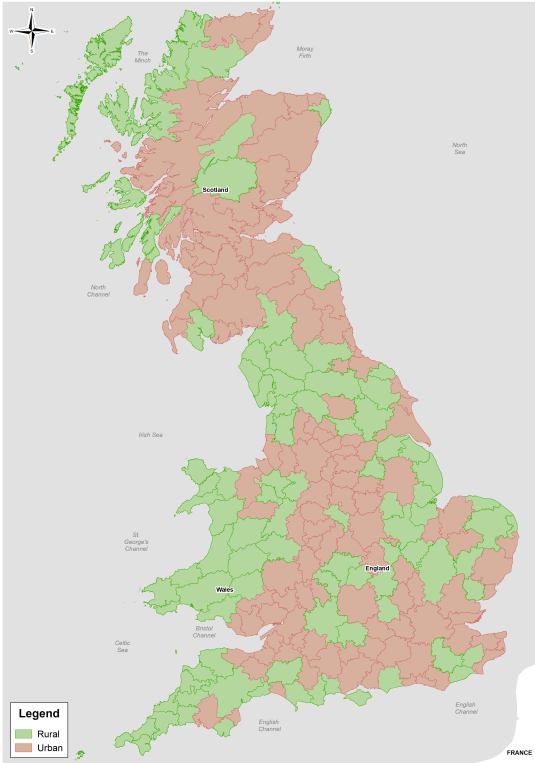 N
W
E
S
The
Minch
Moray
Firth
North
Sea
Scotland
North
Channel
Irish Sea
St.
George's
Channel
England
Wales
Bristol
Channel
Celtic
Sea
English
Channel
English
Channel
Legend
Rural
Urban
FRANCE